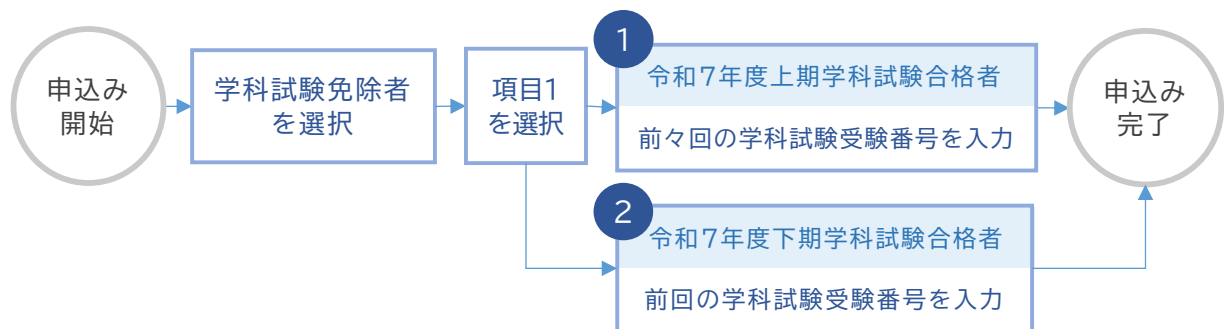 申込み
開始
学科試験免除者
を選択
項目1
を選択
1
令和7年度上期学科試験合格者
前々回の学科試験受験番号を入力
2
令和7年度下期学科試験合格者
前回の学科試験受験番号を入力
申込み
完了